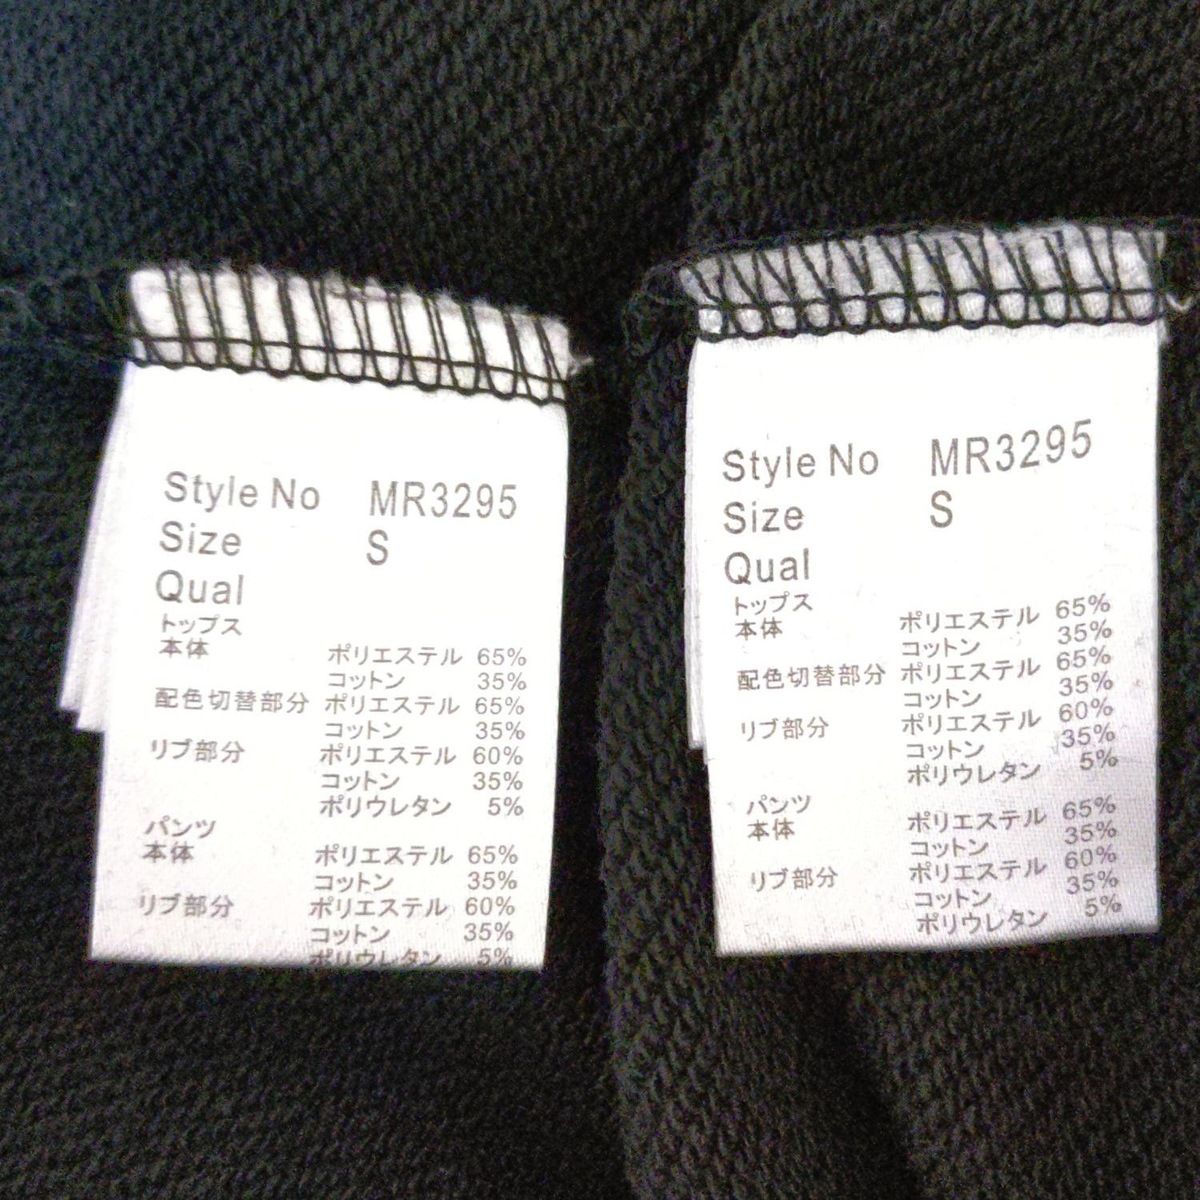 Style No MR3295
Size S
Qual
トップス
本体 ポリエステル 65%
コットン 35%
配色切替部分 ポリエステル 65%
コットン 35%
リブ部分 ポリエステル 60%
コットン 35%
ポリウレタン 5%
パンツ
本体 ポリエステル 65%
コットン 35%
リブ部分 ポリエステル 60%
コットン 35%
ポリウレタン 5%
Style No MR3295
Size S
Qual
トップス
本体 ポリエステル 65%
コットン 35%
配色切替部分 ポリエステル 65%
コットン 35%
リブ部分 ポリエステル 60%
コットン 35%
ポリウレタン 5%
パンツ
本体 ポリエステル 65%
コットン 35%
リブ部分 ポリエステル 60%
コットン 35%
ポリウレタン 5%